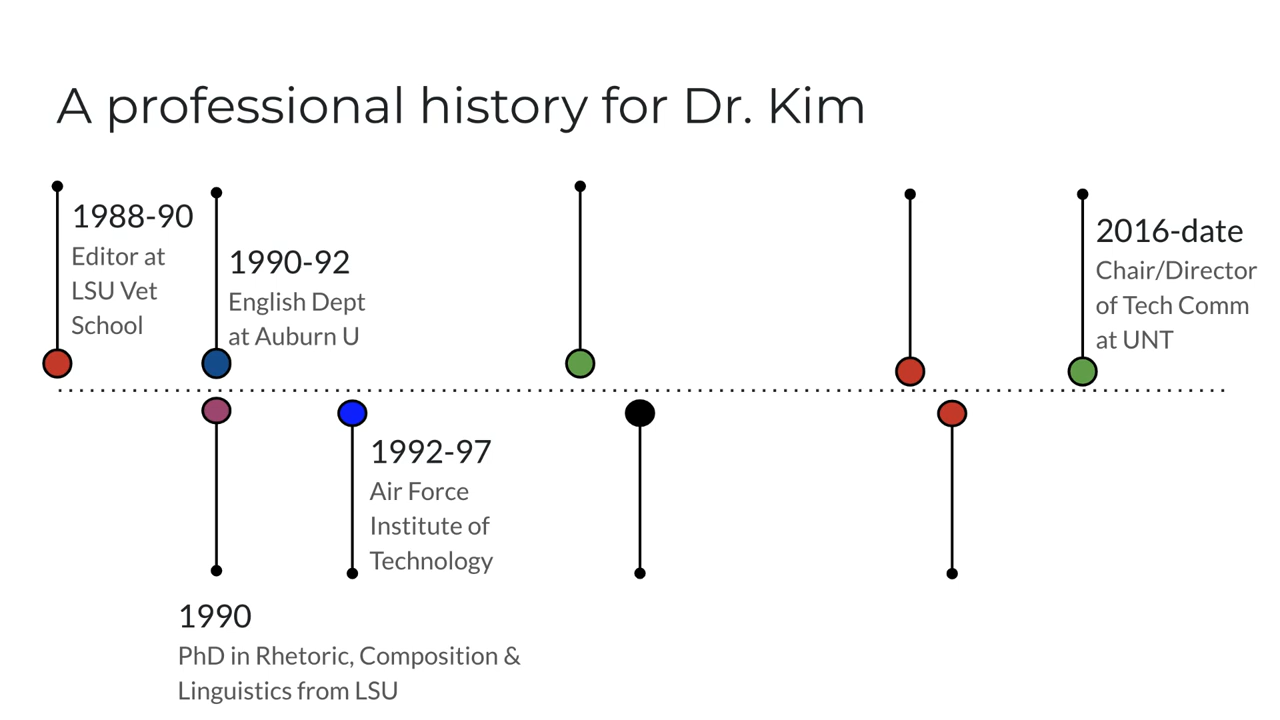 A professional history for Dr. Kim
1988-90
Editor at
LSU Vet
School
1990-92
English Dept
at Auburn U
2016-date
Chair/Director
of Tech Comm
at UNT
1992-97
Air Force
Institute of
Technology
1990
PhD in Rhetoric, Composition &
Linguistics from LSU